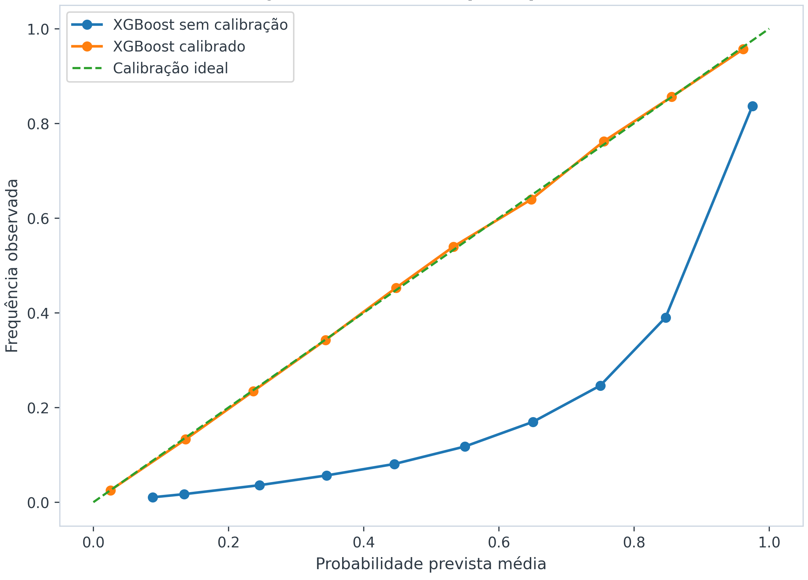 XGBoost sem calibração
XGBoost calibrado
Calibração ideal
1.0
0.8
0.6
0.4
0.2
0.0
Frequência observada
0.0 0.2 0.4 0.6 0.8 1.0
Probabilidade prevista média